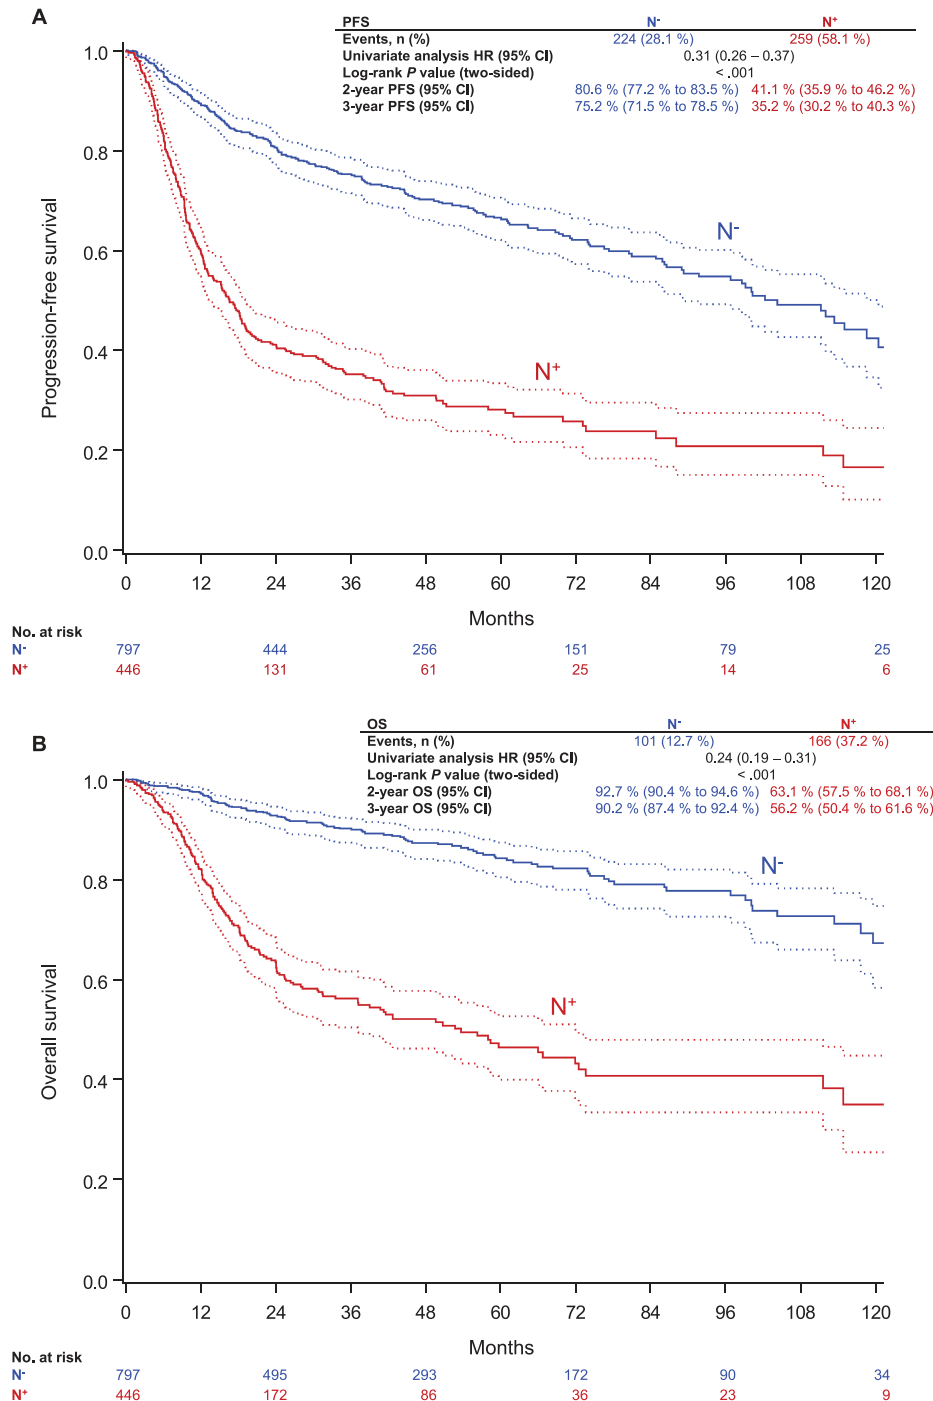 A
PFS N- N+
Events, n (%) 224 (28.1 %) 259 (58.1 %)
Univariate analysis HR (95% CI) 0.31 (0.26 – 0.37)
Log-rank P value (two-sided) < .001
2-year PFS (95% CI) 80.6 % (77.2 % to 83.5 %) 41.1 % (35.9 % to 46.2 %)
3-year PFS (95% CI) 75.2 % (71.5 % to 78.5 %) 35.2 % (30.2 % to 40.3 %)
1.0
0.8
0.6
0.4
0.2
0.0
Progression-free survival
N-
N+
0 12 24 36 48 60 72 84 96 108 120
Months
No. at risk
N- 797 444 256 151 79 25
N+ 446 131 61 25 14 6
B
OS N- N+
Events, n (%) 101 (12.7 %) 166 (37.2 %)
Univariate analysis HR (95% CI) 0.24 (0.19 – 0.31)
Log-rank P value (two-sided) < .001
2-year OS (95% CI) 92.7 % (90.4 % to 94.6 %) 63.1 % (57.5 % to 68.1 %)
3-year OS (95% CI) 90.2 % (87.4 % to 92.4 %) 56.2 % (50.4 % to 61.6 %)
1.0
0.8
0.6
0.4
0.2
0.0
Overall survival
N-
N+
0 12 24 36 48 60 72 84 96 108 120
Months
No. at risk
N- 797 495 293 172 90 34
N+ 446 172 86 36 23 9